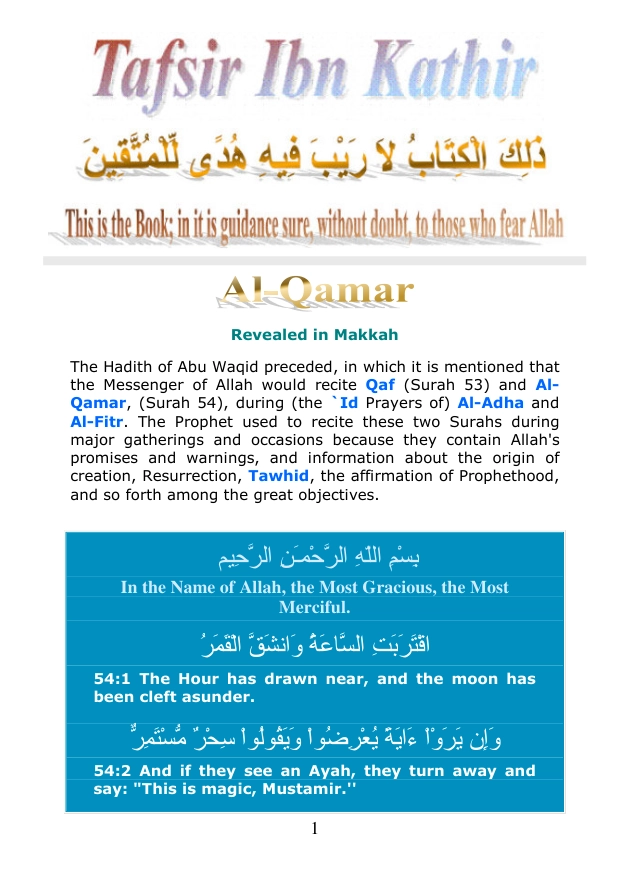 Tafsir Ibn Kathir
ذَلِكَ الْكِتَابُ لاَ رَيْبَ فِيهِ هُدًى لِّلْمُتَّقِينَ
This is the Book; in it is guidance sure, without doubt, to those who fear Allah
Al-Qamar
Revealed in Makkah
The Hadith of Abu Waqid preceded, in which it is mentioned that
the Messenger of Allah would recite Qaf (Surah 53) and Al-
Qamar, (Surah 54), during (the `Id Prayers of) Al-Adha and
Al-Fitr. The Prophet used to recite these two Surahs during
major gatherings and occasions because they contain Allah's
promises and warnings, and information about the origin of
creation, Resurrection, Tawhid, the affirmation of Prophethood,
and so forth among the great objectives.
بِسْمِ اللَّهِ الرَّحْمَـنِ الرَّحِيمِ
In the Name of Allah, the Most Gracious, the Most
Merciful.
اقْتَرَبَتِ السَّاعَةُ وَانشَقَّ الْقَمَرُ
54:1 The Hour has drawn near, and the moon has
been cleft asunder.
وَإِن يَرَوْاْ ءَايَةً يُعْرِضُواْ وَيَقُولُواْ سِحْرٌ مُّسْتَمِرٌّ
54:2 And if they see an Ayah, they turn away and
say: "This is magic, Mustamir.''
1